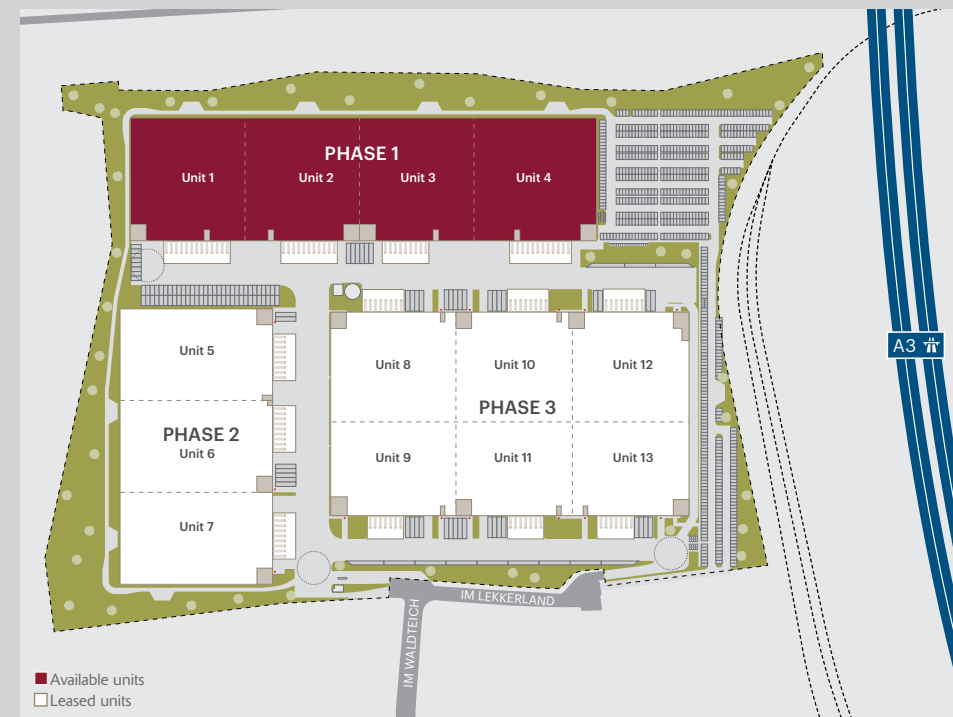 PHASE 1
Unit 1
Unit 2
Unit 3
Unit 4
A3
Unit 5
PHASE 2
Unit 6
Unit 7
Unit 8
Unit 10
Unit 12
PHASE 3
Unit 9
Unit 11
Unit 13
IM LEKKERLAND
IM WALDTEICH
Available units
Leased units